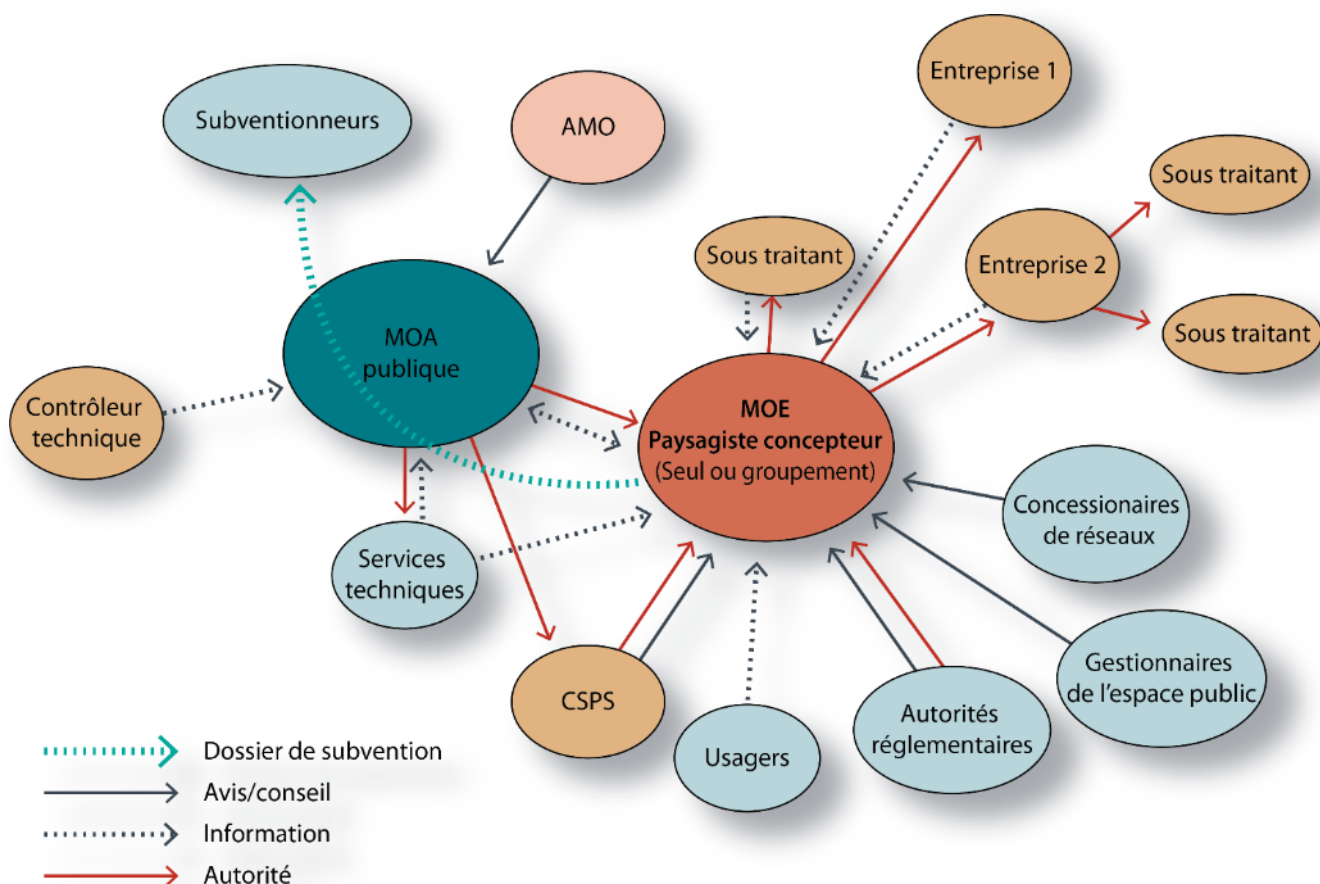 Entreprise 1
Subventionneurs
AMO
Sous traitant
Sous traitant
Entreprise 2
Sous traitant
MOA
publique
Contrôleur
technique
MOE
Paysagiste concepteur
(Seul ou groupement)
Concessionaires
de réseaux
Services
techniques
Gestionnaires
de l'espace public
CSPS
Usagers
Autorités
réglementaires
Dossier de subvention
Avis/conseil
Information
Autorité